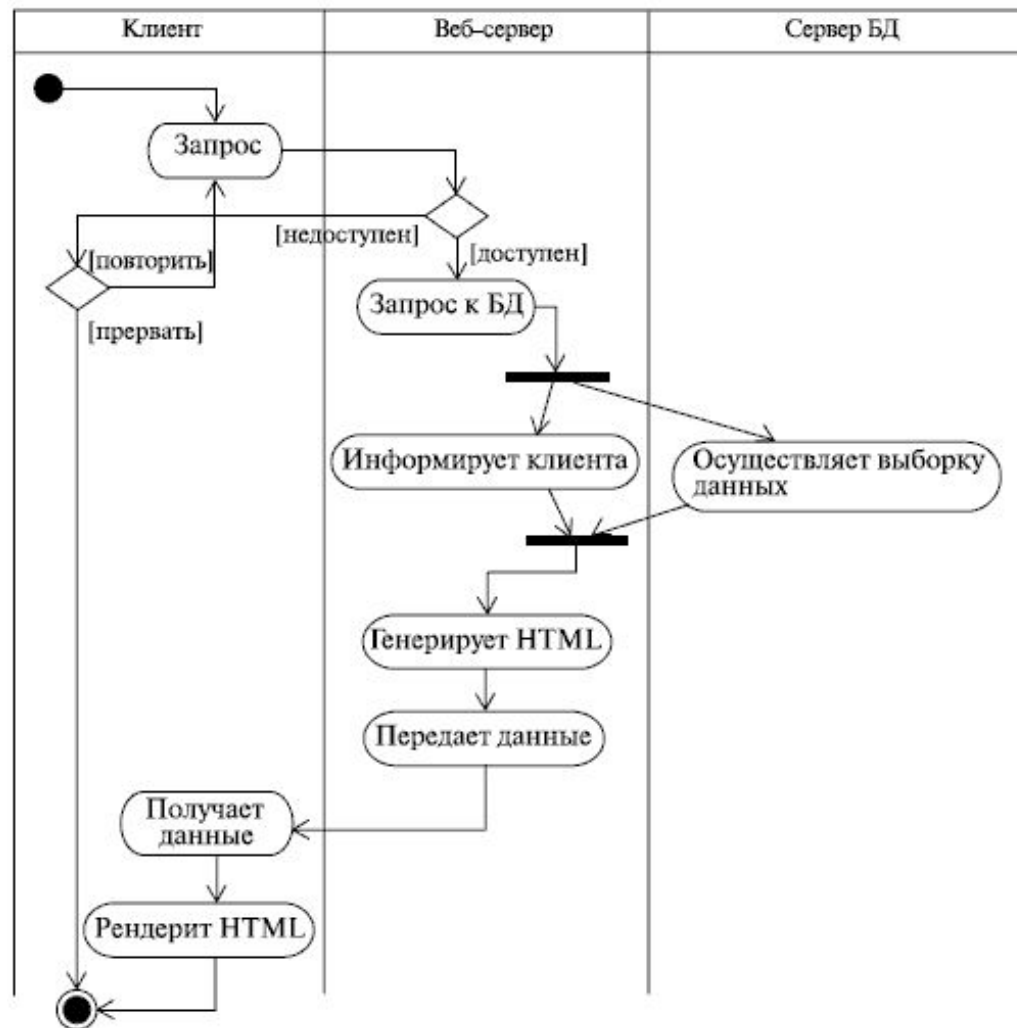 Клиент
Веб-сервер
Сервер БД
Запрос
[недоступен]
[повторить]
[доступен]
Запрос к БД
[прервать]
Информирует клиента
Осуществляет выборку
данных
Генерирует HTML
Передает данные
Получает
данные
Рендерит HTML